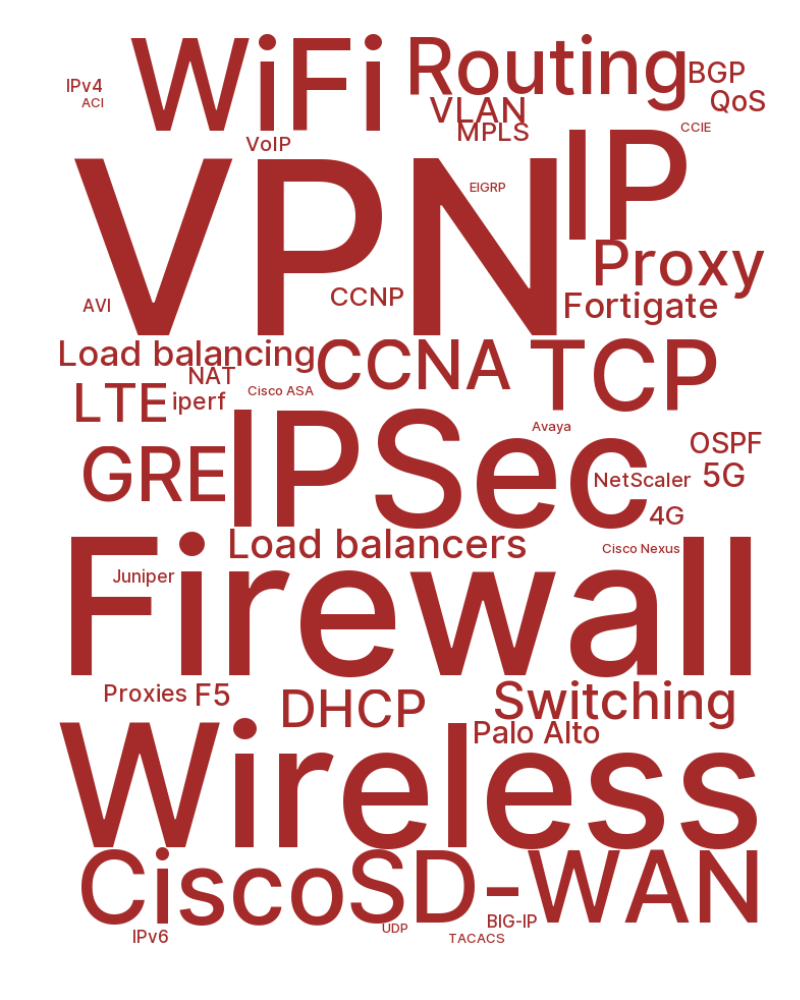 WiFi
Routing
BGP
IPv4
ACI
QoS
VLAN
MPLS
CCIE
VoIP
IP
VPN
EIGRP
Proxy
CCNP
AVI
Fortigate
Load balancing
CCNA
TCP
NAT
Cisco ASA
LTE
iperf
IPSec
Avaya
OSPF
GRE
NetScaler
5G
4G
Load balancers
Cisco Nexus
Firewall
Juniper
Proxies
F5
DHCP
Switching
Palo Alto
Wireless
Cisco
SD-WAN
IPv6
UDP
BIG-IP
TACACS